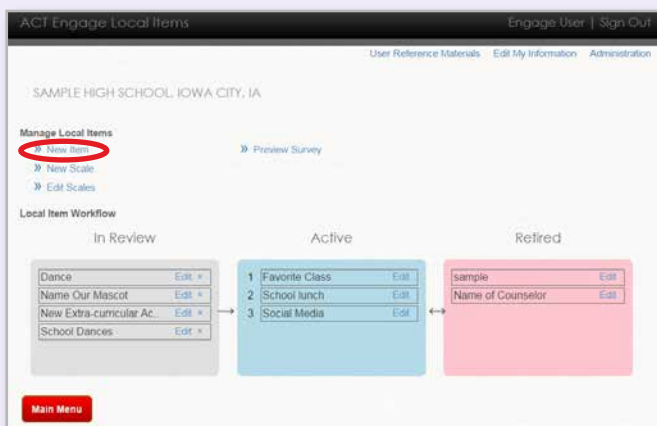 ACT Engage Local Items
Engage User | Sign Out
User Reference Materials Edit My Information Administration
SAMPLE HIGH SCHOOL, IOWA CITY, IA
Manage Local Items
» New Item
» Preview Survey
» New Scale
» Edit Scales
Local Item Workflow
In Review
Dance Edit ×
Name Our Mascot Edit ×
New Extra-curricular Ac... Edit ×
School Dances Edit ×
→
Active
1 Favorite Class Edit
2 School lunch Edit
3 Social Media Edit
↔
Retired
sample Edit
Name of Counselor Edit
Main Menu